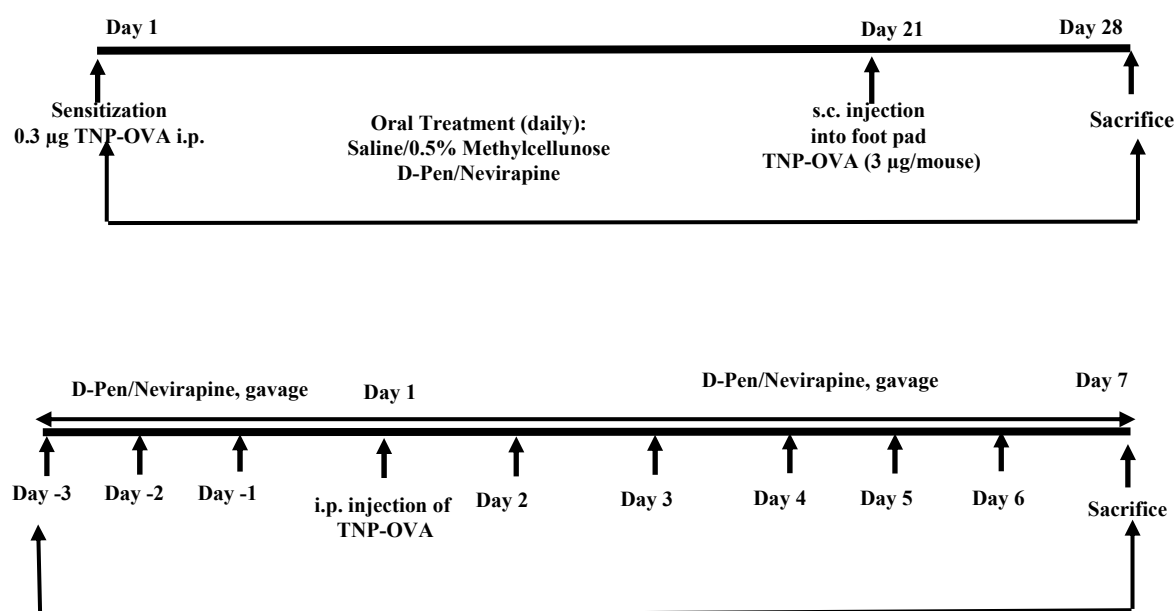 Day 1
Day 21
Day 28
Sensitization
0.3 µg TNP-OVA i.p.
Oral Treatment (daily):
Saline/0.5% Methylcellunose
D-Pen/Nevirapine
s.c. injection
into foot pad
TNP-OVA (3 µg/mouse)
Sacrifice
D-Pen/Nevirapine, gavage
Day 1
D-Pen/Nevirapine, gavage
Day 7
Day -3
Day -2
Day -1
i.p. injection of
TNP-OVA
Day 2
Day 3
Day 4
Day 5
Day 6
Sacrifice